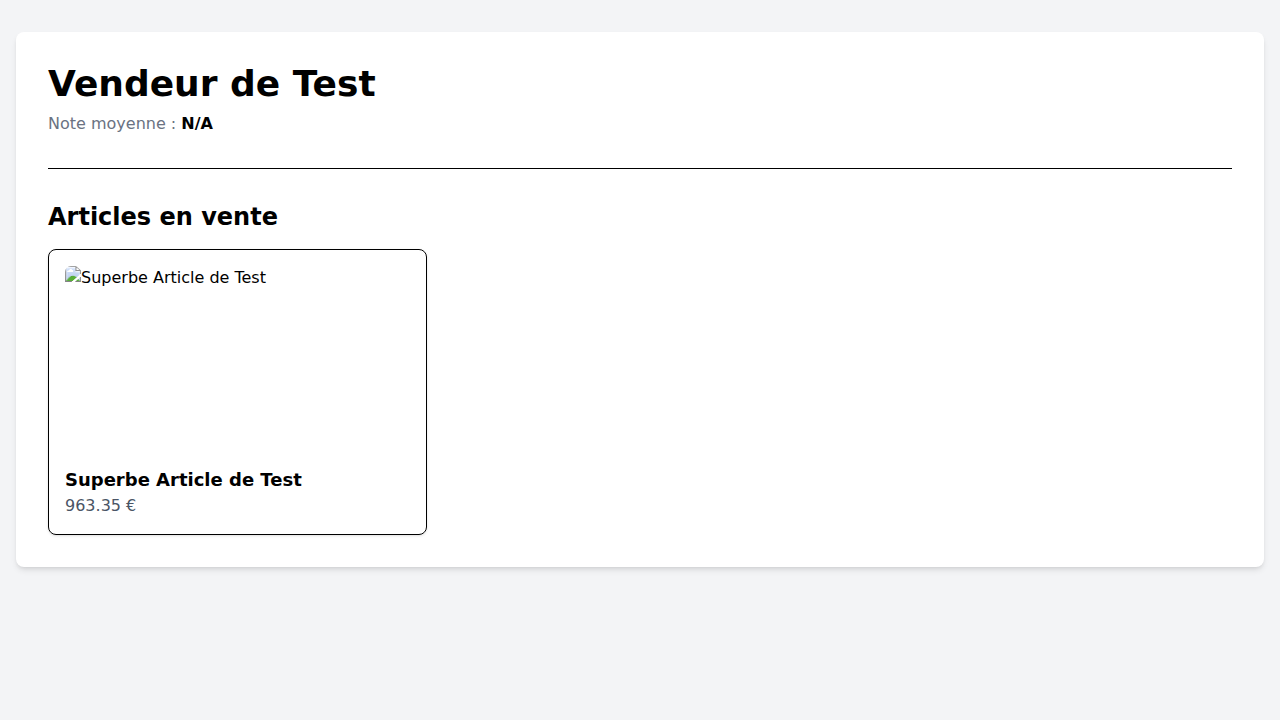 Vendeur de Test
Note moyenne : N/A
Articles en vente
Superbe Article de Test
Superbe Article de Test
963.35 €